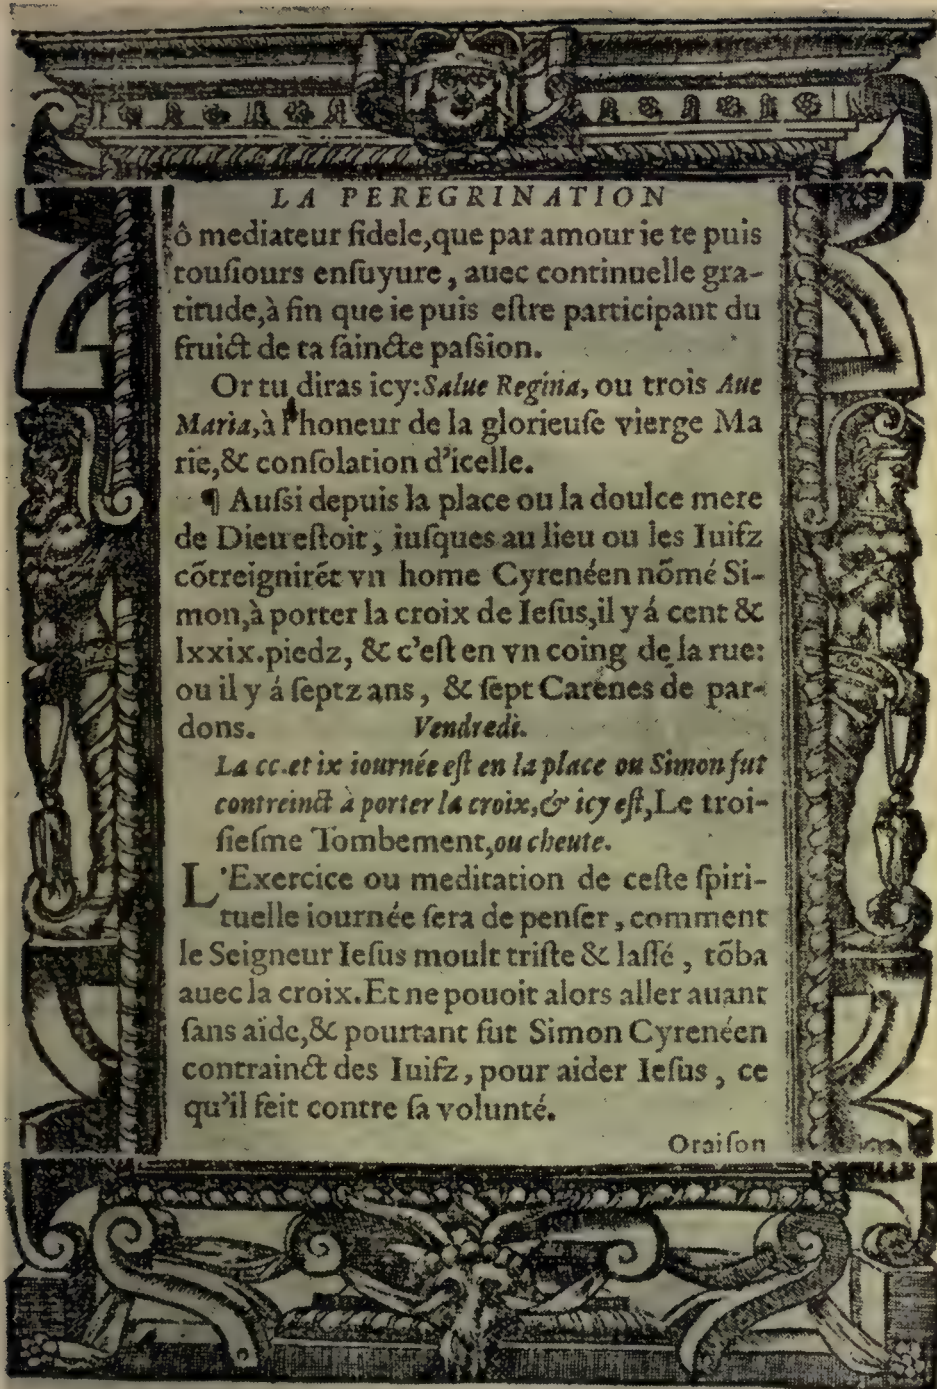 LA PEREGRINATION
ô mediateur fidele,que par amour ie te puis
touſiours enſuyure, auec continuelle gra-
titude,à fin que ie puis eſtre participant du
fruict de ta ſaincte paſsion.
Or tu diras icy:Salue Regina, ou trois Aue
Maria,à l'honeur de la glorieuſe vierge Ma
rie,& conſolation d'icelle.
¶ Auſsi depuis la place ou la doulce mere
de Dieu eſtoit, iuſques au lieu ou les Iuifz
cõtreignirẽt vn home Cyrenéen nõmé Si-
mon,à porter la croix de Ieſus,il y á cent &
lxxix.piedz, & c'eſt en vn coing de la rue:
ou il y á ſeptz ans, & ſept Carénes de par-
dons. Vendredi.
La cc.et ix iournée eſt en la place ou Simon fut
contreinct à porter la croix,& icy eſt,Le troi-
ſieſme Tombement,ou cheute.
L'Exercice ou meditation de ceſte ſpiri-
tuelle iournée ſera de penſer, comment
le Seigneur Ieſus moult triſte & laſſé, tõba
auec la croix.Et ne pouoit alors aller auant
ſans aide,& pourtant fut Simon Cyrenéen
contrainct des Iuifz, pour aider Ieſus, ce
qu'il feit contre ſa volunté.
Oraiſon